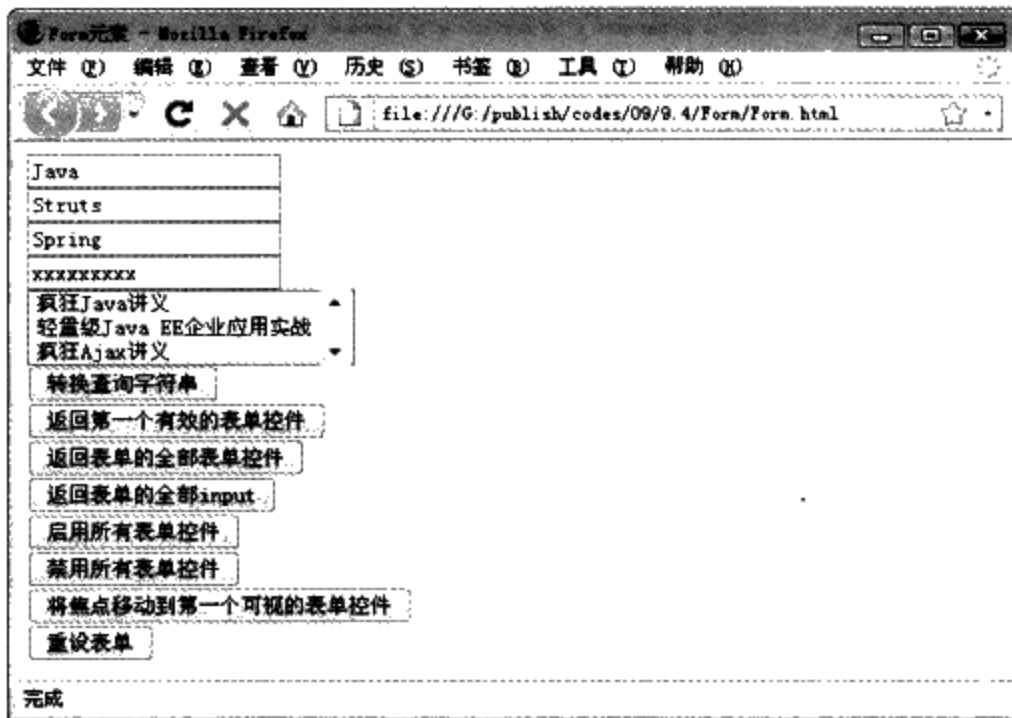 Form元素 - Mozilla Firefox
文件 (F) 编辑 (E) 查看 (V) 历史 (S) 书签 (B) 工具 (T) 帮助 (H)
file:///G:/publish/codes/09/9.4/Form/Form.html
Java
Struts
Spring
xxxxxxxxx
疯狂Java讲义
轻量级Java EE企业应用实战
疯狂Ajax讲义
转换查询字符串
返回第一个有效的表单控件
返回表单的全部表单控件
返回表单的全部input
启用所有表单控件
禁用所有表单控件
将焦点移动到第一个可视的表单控件
重设表单
完成